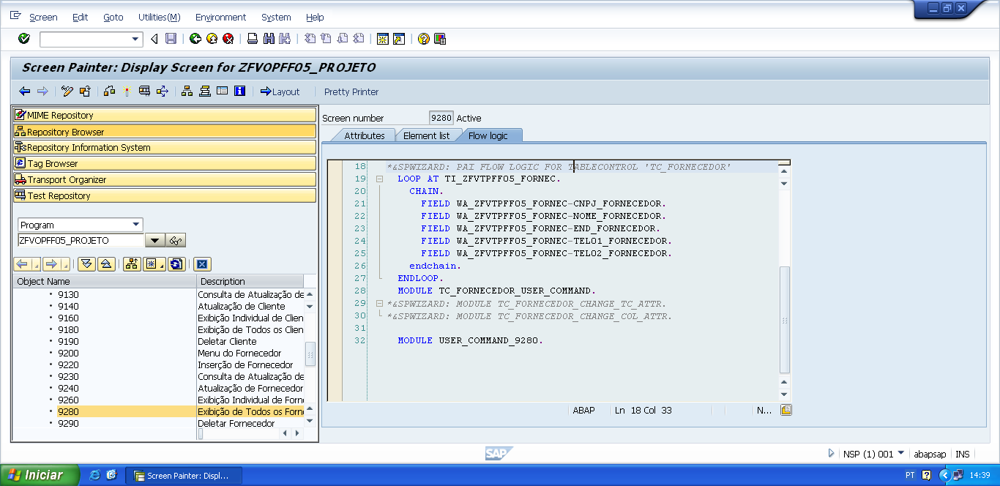 Screen Edit Goto Utilities(M) Environment System Help
Screen Painter: Display Screen for ZFVOPFF05_PROJETO
Layout Pretty Printer
MIME Repository
Repository Browser
Repository Information System
Tag Browser
Transport Organizer
Test Repository
Program
ZFVOPFF05_PROJETO
Object Name Description
9130 Consulta de Atualização de
9140 Atualização de Cliente
9160 Exibição Individual de Clien
9180 Exibição de Todos os Clien
9190 Deletar Cliente
9200 Menu do Fornecedor
9220 Inserção de Fornecedor
9230 Consulta de Atualização de
9240 Atualização de Fornecedor
9260 Exibição Individual de Forn
9280 Exibição de Todos os Forn
9290 Deletar Fornecedor
Screen number 9280 Active
Attributes Element list Flow logic
18 *&SPWIZARD: PAI FLOW LOGIC FOR TABLECONTROL 'TC_FORNECEDOR'
19 LOOP AT TI_ZFVTPFF05_FORNEC.
20 CHAIN.
21 FIELD WA_ZFVTPFF05_FORNEC-CNPJ_FORNECEDOR.
22 FIELD WA_ZFVTPFF05_FORNEC-NOME_FORNECEDOR.
23 FIELD WA_ZFVTPFF05_FORNEC-END_FORNECEDOR.
24 FIELD WA_ZFVTPFF05_FORNEC-TEL01_FORNECEDOR.
25 FIELD WA_ZFVTPFF05_FORNEC-TEL02_FORNECEDOR.
26 endchain.
27 ENDLOOP.
28 MODULE TC_FORNECEDOR_USER_COMMAND.
29 *&SPWIZARD: MODULE TC_FORNECEDOR_CHANGE_TC_ATTR.
30 *&SPWIZARD: MODULE TC_FORNECEDOR_CHANGE_COL_ATTR.
31
32 MODULE USER_COMMAND_9280.
ABAP Ln 18 Col 33 N...
SAP
NSP (1) 001 abapsap INS
Iniciar Screen Painter: Displ... PT 14:39